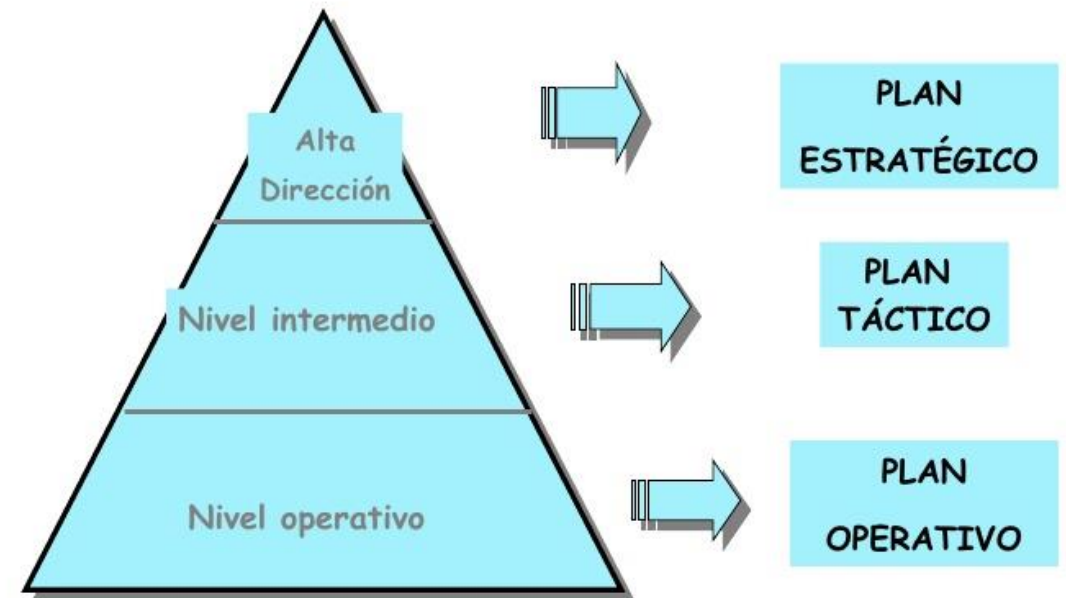 Alta
Dirección
PLAN
ESTRATÉGICO
Nivel intermedio
PLAN
TÁCTICO
Nivel operativo
PLAN
OPERATIVO